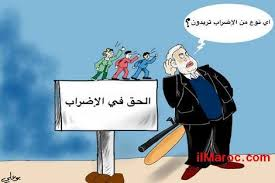 اي نوع من الإضراب تريدون؟
الحق في الإضراب
ilMaroc.com